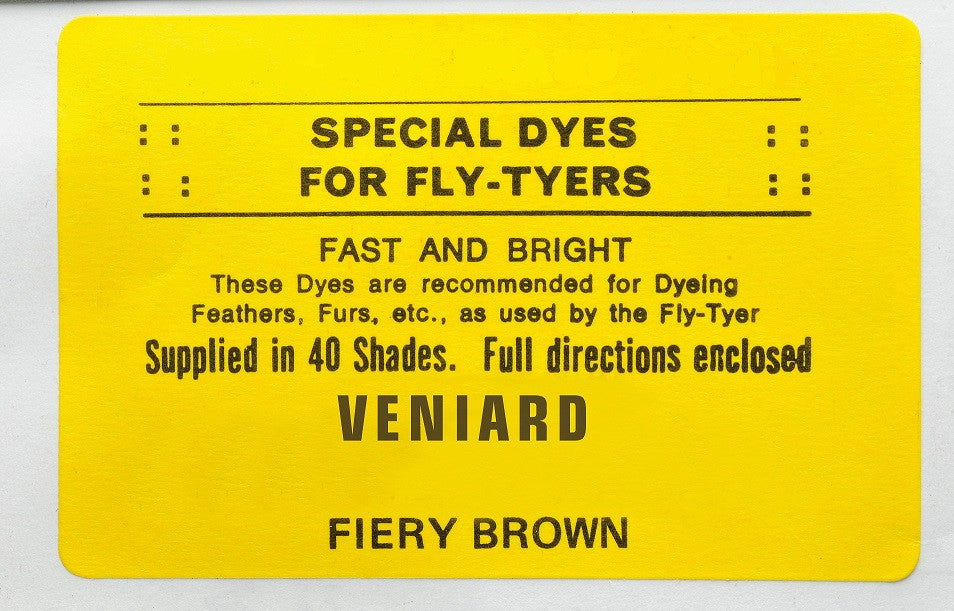 :: SPECIAL DYES ::
:: FOR FLY-TYERS ::
FAST AND BRIGHT
These Dyes are recommended for Dyeing
Feathers, Furs, etc., as used by the Fly-Tyer
Supplied in 40 Shades. Full directions enclosed
VENIARD
FIERY BROWN